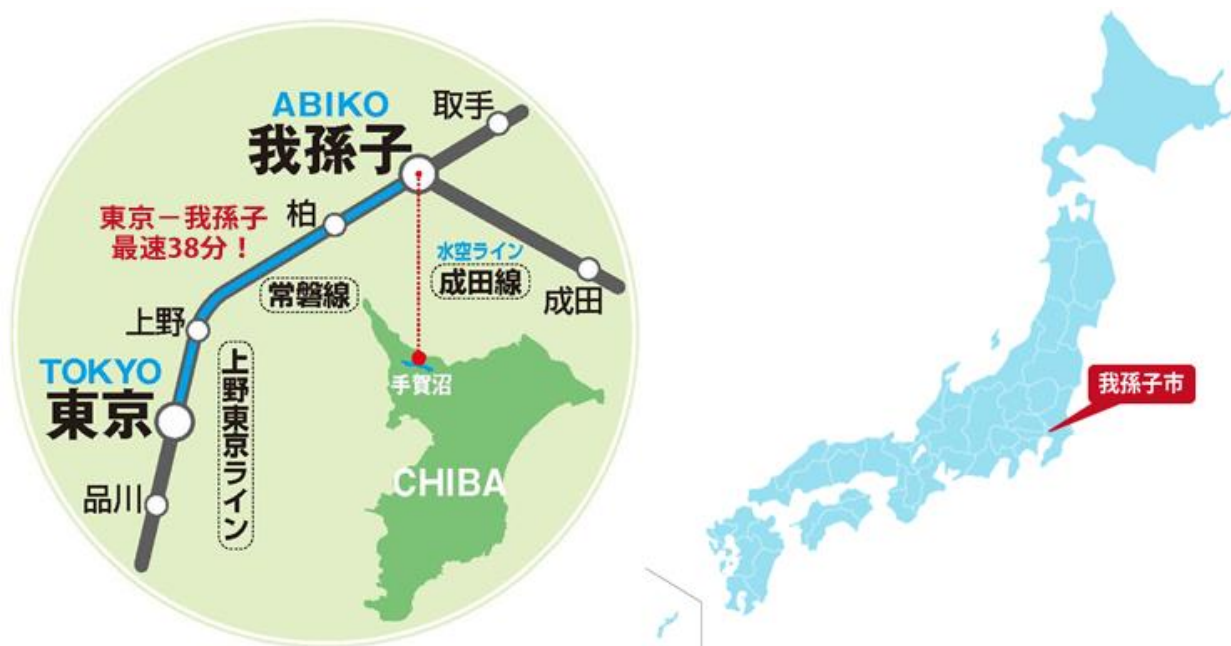 ABIKO
我孫子
取手
柏
東京－我孫子
最速38分！
水空ライン
成田線
成田
常磐線
上野
上野東京ライン
TOKYO
東京
品川
手賀沼
CHIBA
我孫子市